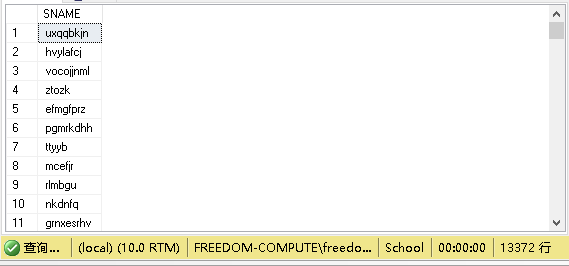 SNAME
1 uxqqbkjn
2 hvylafcj
3 vocojjnml
4 ztozk
5 efmgfprz
6 pgmrkdhh
7 ttyyb
8 mcefjr
9 rlmbgu
10 nkdnfq
11 grnxesrhv
查询... (local) (10.0 RTM) FREEDOM-COMPUTE\freedo... School 00:00:00 13372 行